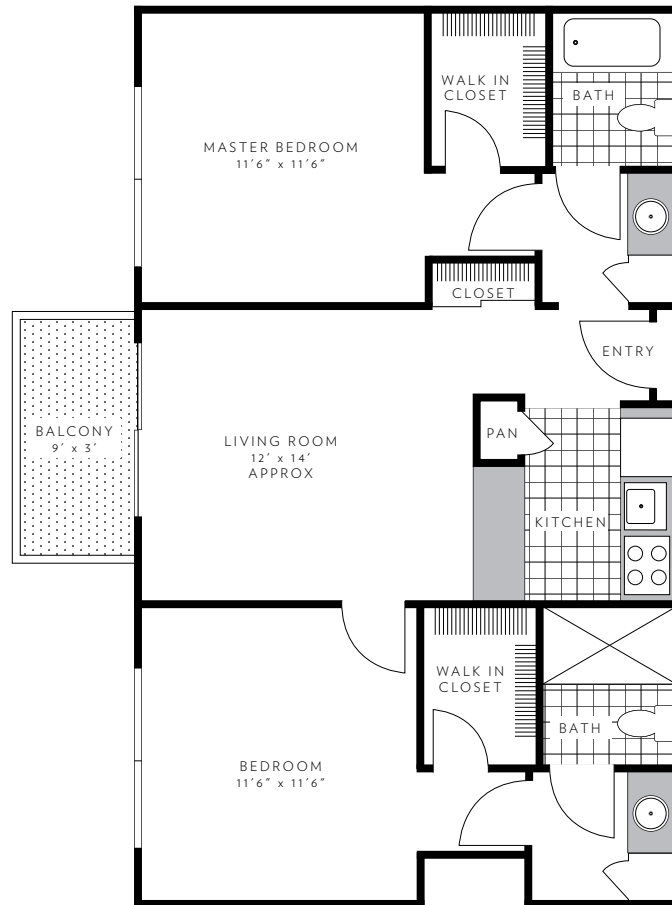 WALK IN
CLOSET
BATH
MASTER BEDROOM
11'6" x 11'6"
CLOSET
ENTRY
BALCONY
9' x 3'
LIVING ROOM
12' x 14'
APPROX
PAN
KITCHEN
WALK IN
CLOSET
BATH
BEDROOM
11'6" x 11'6"